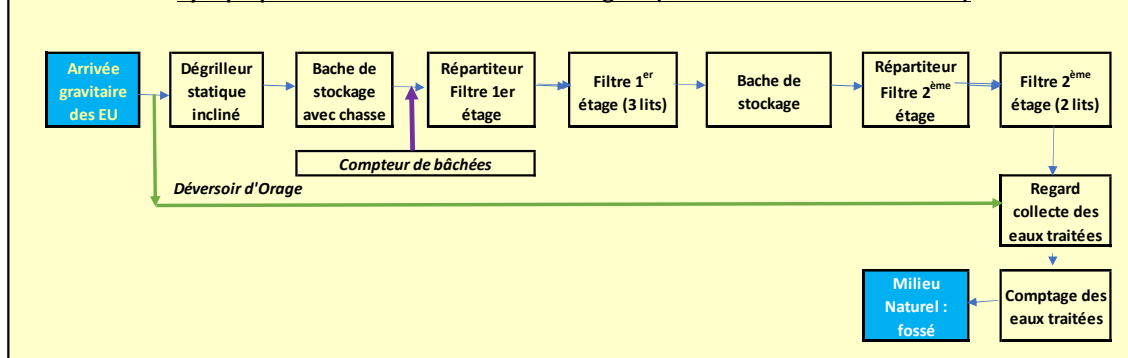 Arrivée
gravitaire
des EU
Dégrilleur
statique
incliné
Bache de
stockage
avec chasse
Répartiteur
Filtre 1er
étage
Filtre 1er
étage (3 lits)
Bache de
stockage
Répartiteur
Filtre 2ème
étage
Filtre 2ème
étage (2 lits)
Compteur de bâchées
Déversoir d'Orage
Regard
collecte des
eaux traitées
Milieu
Naturel :
fossé
Comptage des
eaux traitées